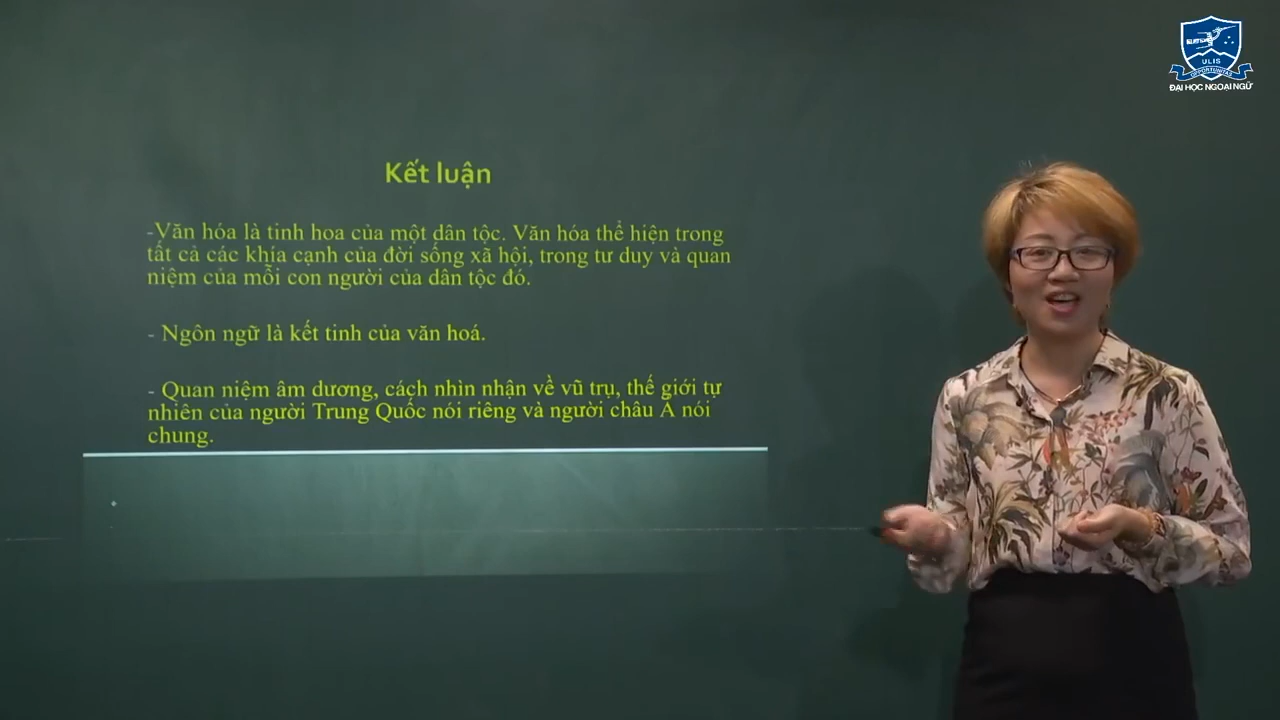 ULIS
ĐẠI HỌC NGOẠI NGỮ
Kết luận
-Văn hóa là tinh hoa của một dân tộc. Văn hóa thể hiện trong
tất cả các khía cạnh của đời sống xã hội, trong tư duy và quan
niệm của mỗi con người của dân tộc đó.
- Ngôn ngữ là kết tinh của văn hoá.
- Quan niệm âm dương, cách nhìn nhận về vũ trụ, thế giới tự
nhiên của người Trung Quốc nói riêng và người châu Á nói
chung.